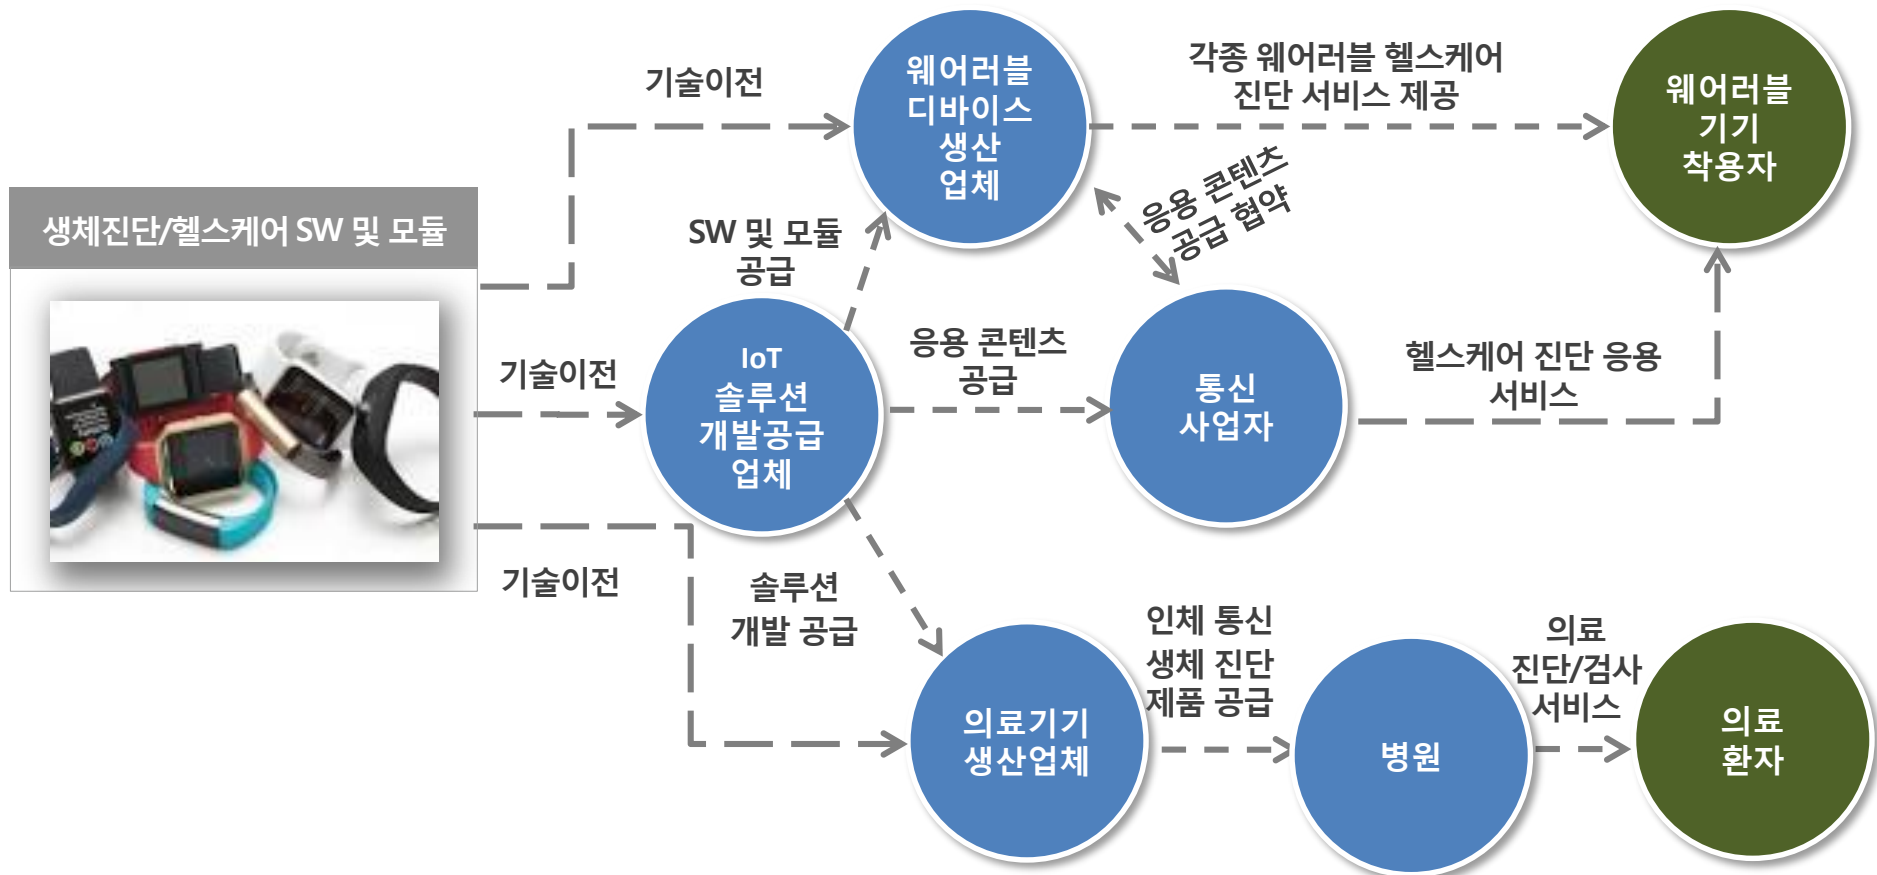 생체진단/헬스케어 SW 및 모듈
기술이전
기술이전
기술이전
웨어러블
디바이스
생산
업체
각종 웨어러블 헬스케어
진단 서비스 제공
웨어러블
기기
착용자
SW 및 모듈
공급
응용 콘텐츠
공급 협약
IoT
솔루션
개발공급
업체
응용 콘텐츠
공급
통신
사업자
헬스케어 진단 응용
서비스
솔루션
개발 공급
의료기기
생산업체
인체 통신
생체 진단
제품 공급
병원
의료
진단/검사
서비스
의료
환자